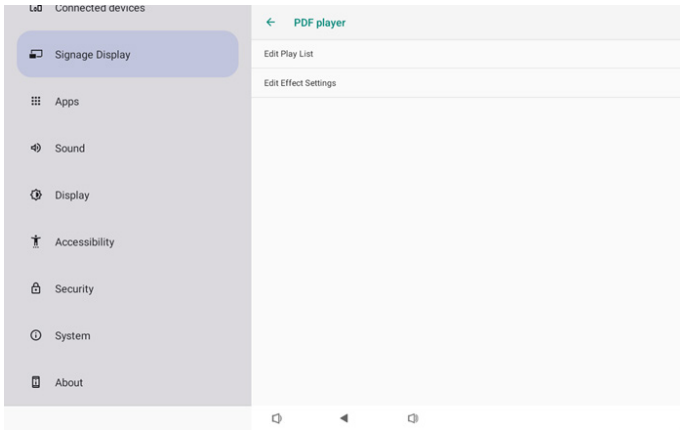 Connected devices
Signage Display
Apps
Sound
Display
Accessibility
Security
System
About
PDF player
Edit Play List
Edit Effect Settings